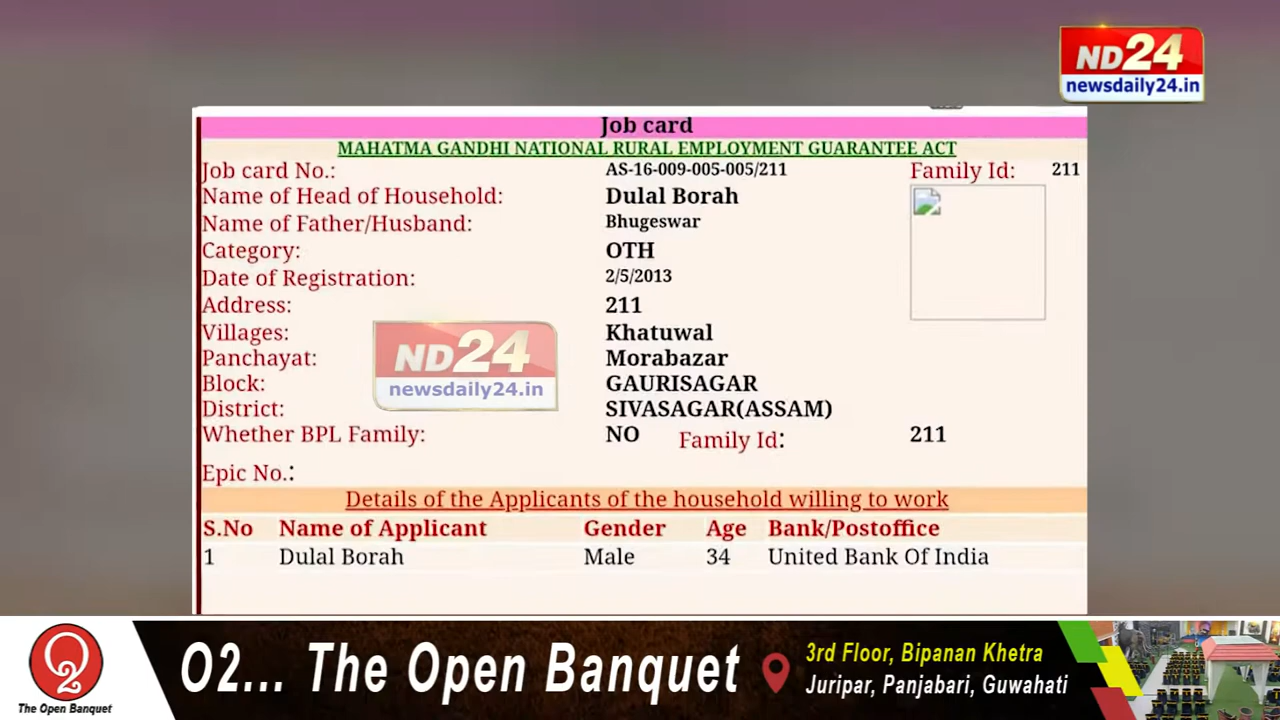 ND24
newsdaily24.in
Job card
MAHATMA GANDHI NATIONAL RURAL EMPLOYMENT GUARANTEE ACT
Job card No.: AS-16-009-005-005/211 Family Id: 211
Name of Head of Household: Dulal Borah
Name of Father/Husband: Bhugeswar
Category: OTH
Date of Registration: 2/5/2013
Address: 211
Villages: Khatuwal
Panchayat: Morabazar
Block: GAURISAGAR
District: SIVASAGAR(ASSAM)
Whether BPL Family: NO Family Id: 211
Epic No.:
ND24
newsdaily24.in
Details of the Applicants of the household willing to work
S.No Name of Applicant Gender Age Bank/Postoffice
1 Dulal Borah Male 34 United Bank Of India
O2
The Open Banquet
O2... The Open Banquet
3rd Floor, Bipanan Khetra
Juripar, Panjabari, Guwahati